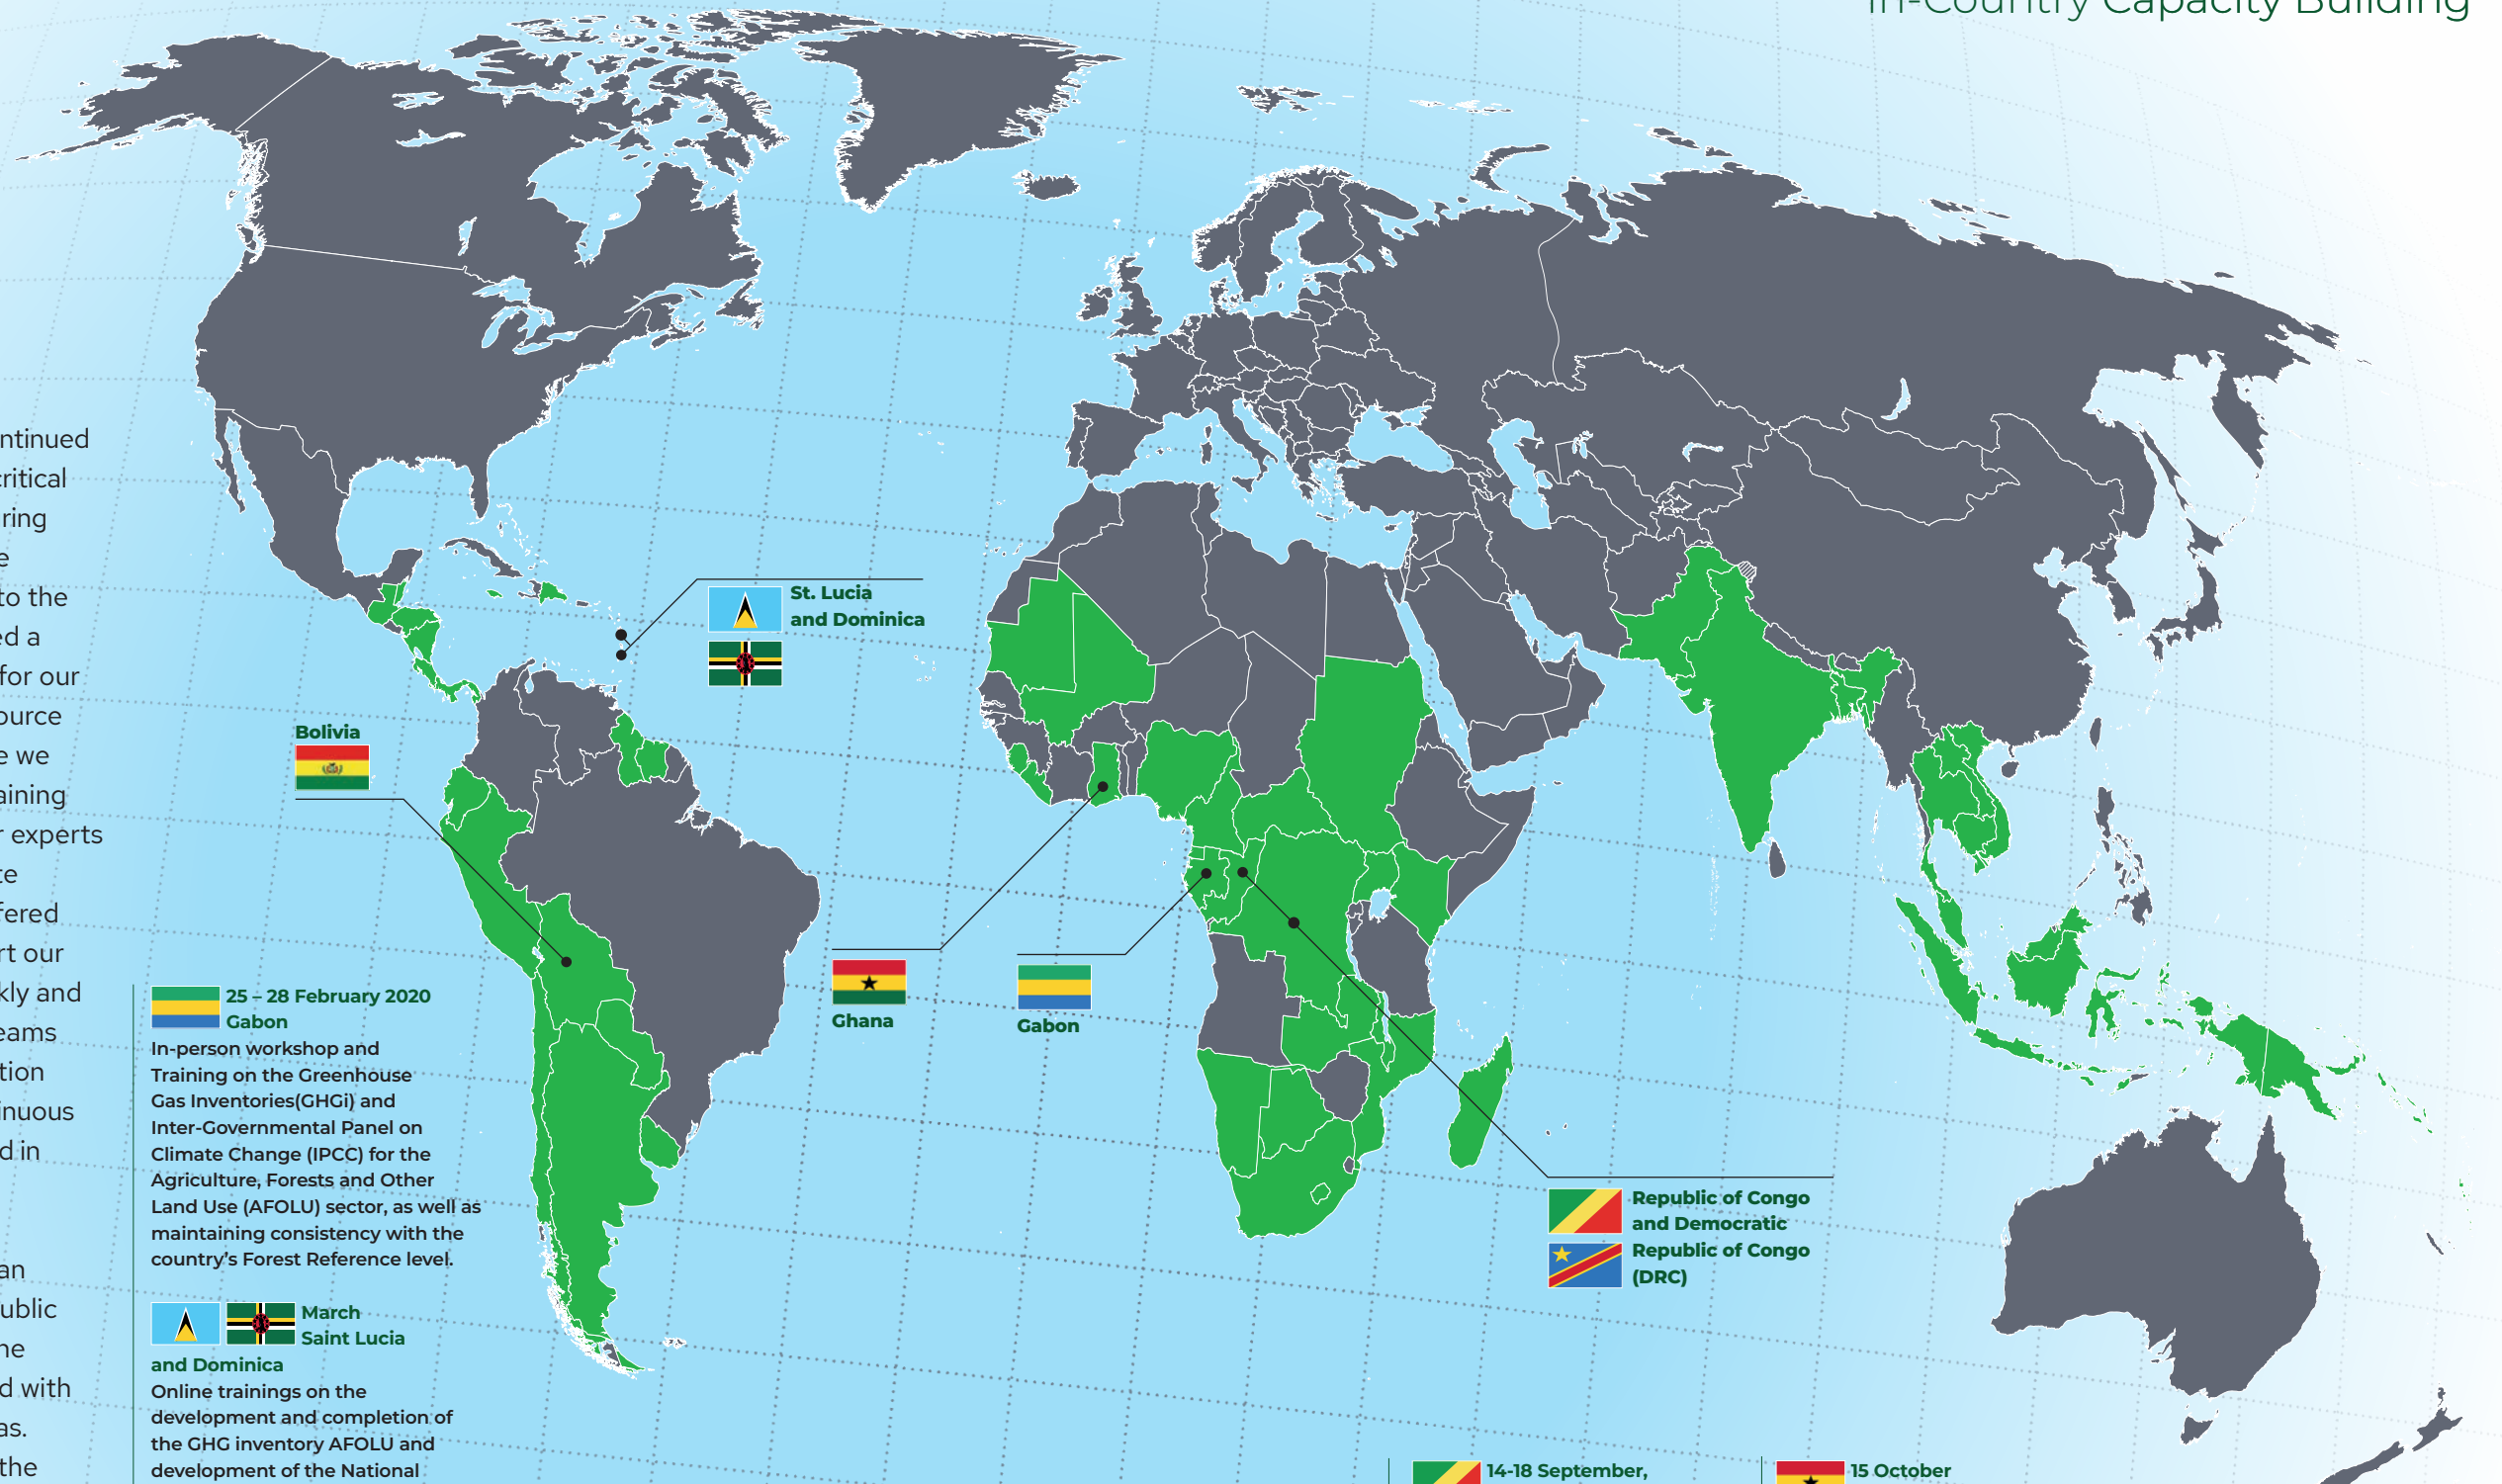 In-Country Capacity Building
ntinued
critical
ring
e
to the
ed a
for our
ource
e we
aining
r experts
te
fered
rt our
kly and
eams
tion
inuous
d in
an
ublic
he
d with
as.
the
St. Lucia
and Dominica
Bolivia
Ghana
Gabon
Republic of Congo
and Democratic
Republic of Congo
(DRC)
25 – 28 February 2020
Gabon
In-person workshop and
Training on the Greenhouse
Gas Inventories(GHGi) and
Inter-Governmental Panel on
Climate Change (IPCC) for the
Agriculture, Forests and Other
Land Use (AFOLU) sector, as well as
maintaining consistency with the
country's Forest Reference level.
March
Saint Lucia
and Dominica
Online trainings on the
development and completion of
the GHG inventory AFOLU and
development of the National
14-18 September,
15 October